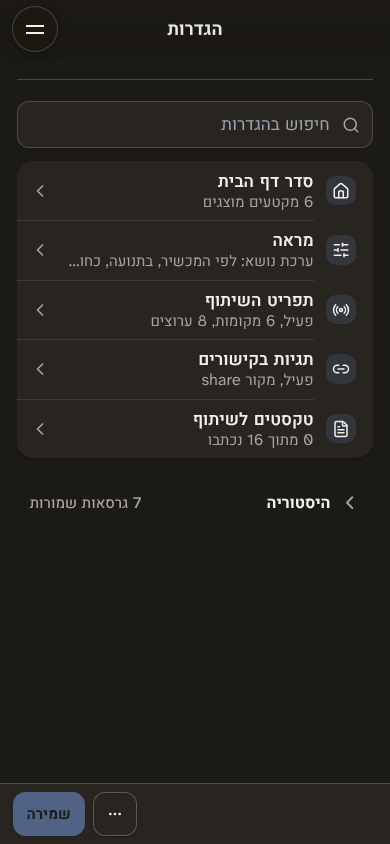 הגדרות
חיפוש בהגדרות
סדר דף הבית
6 מקטעים מוצגים
מראה
ערכת נושא: לפי המכשיר, בתנועה, כחו...
תפריט השיתוף
פעיל, 6 מקומות, 8 ערוצים
תגיות בקישורים
פעיל, מקור share
טקסטים לשיתוף
0 מתוך 16 נכתבו
היסטוריה
7 גרסאות שמורות
שמירה